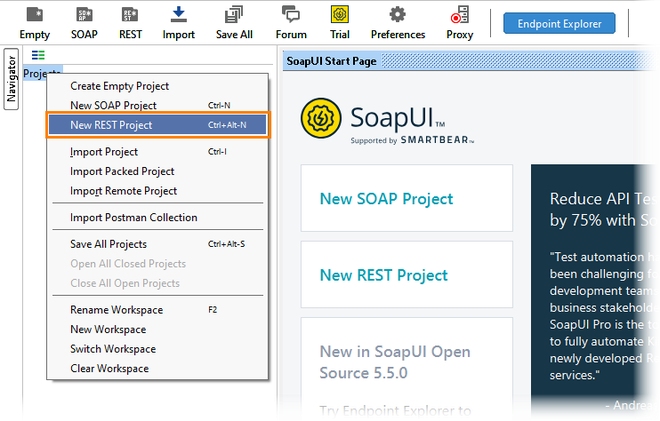 Empty
SOAP
REST
Import
Save All
Forum
Trial
Preferences
Proxy
Endpoint Explorer
Navigator
Projects
Create Empty Project
New SOAP Project Ctrl-N
New REST Project Ctrl+Alt-N
Import Project Ctrl-I
Import Packed Project
Import Remote Project
Import Postman Collection
Save All Projects Ctrl+Alt-S
Open All Closed Projects
Close All Open Projects
Rename Workspace F2
New Workspace
Switch Workspace
Clear Workspace
SoapUI Start Page
SoapUI™
Supported by SMARTBEAR™
New SOAP Project
New REST Project
New in SoapUI Open
Source 5.5.0
Try Endpoint Explorer to
Reduce API Tes
by 75% with So
"Test automation h
been challenging fo
development team
business stakehold
SoapUI Pro is the to
to fully automate
newly developed R
services."
- Andrea